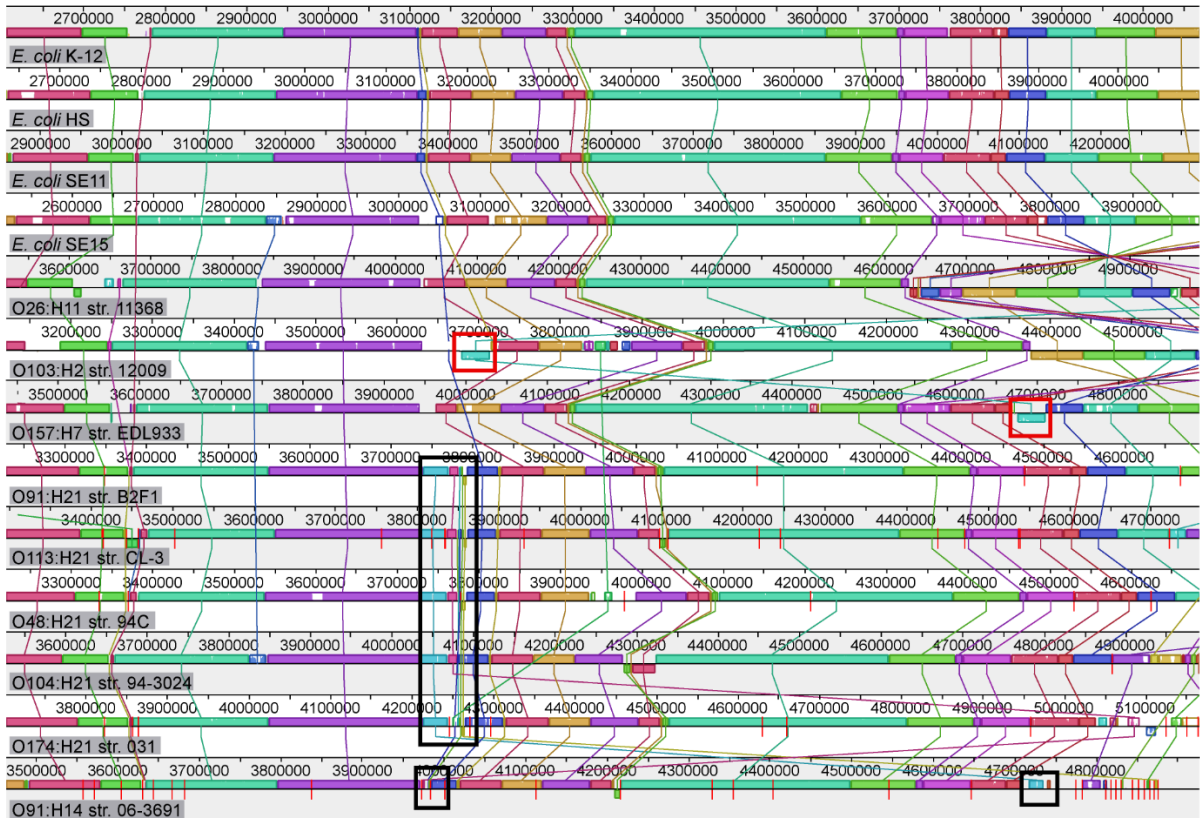 2700000 2800000 2900000 3000000 3100000 3200000 3300000 3400000 3500000 3600000 3700000 3800000 3900000 4000000
E. coli K-12
2700000 2800000 2900000 3000000 3100000 3200000 3300000 3400000 3500000 3600000 3700000 3800000 3900000 4000000
E. coli HS
2900000 3000000 3100000 3200000 3300000 3400000 3500000 3600000 3700000 3800000 3900000 4000000 4100000 4200000
E. coli SE11
2600000 2700000 2800000 2900000 3000000 3100000 3200000 3300000 3400000 3500000 3600000 3700000 3800000 3900000
E. coli SE15
3600000 3700000 3800000 3900000 4000000 4100000 4200000 4300000 4400000 4500000 4600000 4700000 4800000 4900000
O26:H11 str. 11368
3200000 3300000 3400000 3500000 3600000 3700000 3800000 3900000 4000000 4100000 4200000 4300000 4400000 4500000
O103:H2 str. 12009
3500000 3600000 3700000 3800000 3900000 4000000 4100000 4200000 4300000 4400000 4500000 4600000 4700000 4800000
O157:H7 str. EDL933
3300000 3400000 3500000 3600000 3700000 3800000 3900000 4000000 4100000 4200000 4300000 4400000 4500000 4600000
O91:H21 str. B2F1
3400000 3500000 3600000 3700000 3800000 3900000 4000000 4100000 4200000 4300000 4400000 4500000 4600000 4700000
O113:H21 str. CL-3
3300000 3400000 3500000 3600000 3700000 3800000 3900000 4000000 4100000 4200000 4300000 4400000 4500000 4600000
O48:H21 str. 94C
3600000 3700000 3800000 3900000 4000000 4100000 4200000 4300000 4400000 4500000 4600000 4700000 4800000 4900000
O104:H21 str. 94-3024
3800000 3900000 4000000 4100000 4200000 4300000 4400000 4500000 4600000 4700000 4800000 4900000 5000000 5100000
O174:H21 str. 031
3500000 3600000 3700000 3800000 3900000 4000000 4100000 4200000 4300000 4400000 4500000 4600000 4700000 4800000
O91:H14 str. 06-3691